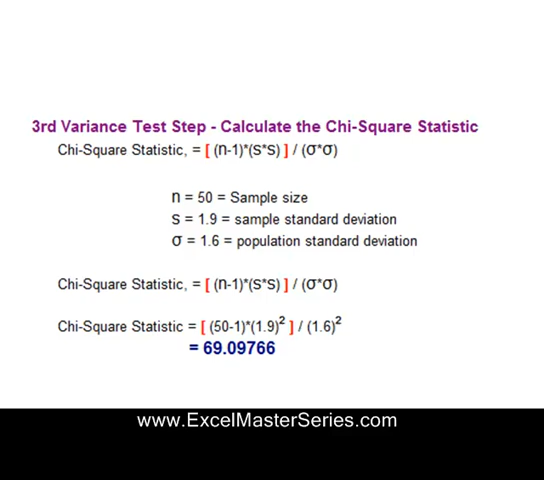 3rd Variance Test Step - Calculate the Chi-Square Statistic
Chi-Square Statistic, = [ (n-1)*(s*s) ] / (σ*σ)
n = 50 = Sample size
s = 1.9 = sample standard deviation
σ = 1.6 = population standard deviation
Chi-Square Statistic, = [ (n-1)*(s*s) ] / (σ*σ)
Chi-Square Statistic = [ (50-1)*(1.9)² ] / (1.6)²
= 69.09766
www.ExcelMasterSeries.com